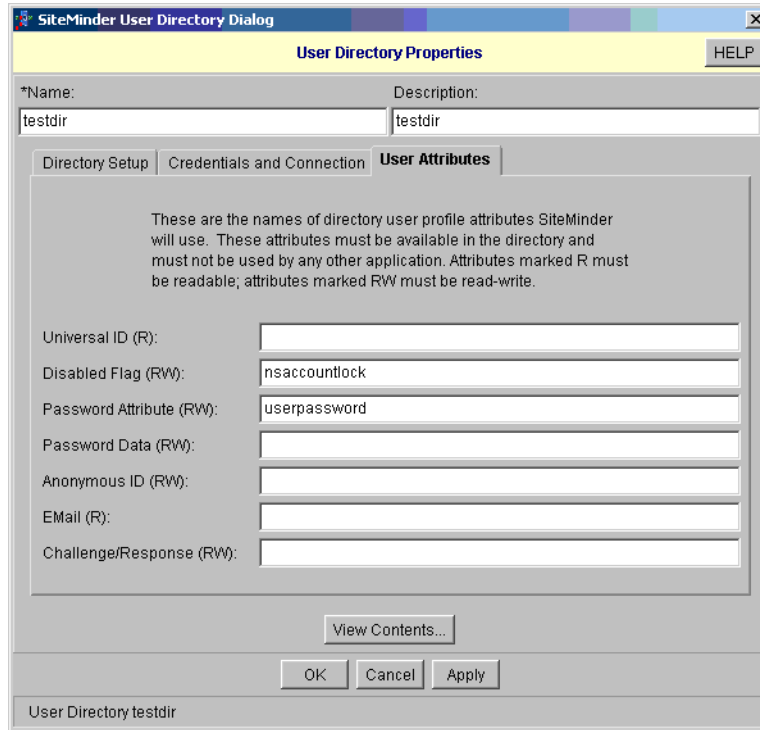 SiteMinder User Directory Dialog
User Directory Properties
HELP
*Name:
Description:
testdir
testdir
Directory Setup
Credentials and Connection
User Attributes
These are the names of directory user profile attributes SiteMinder
will use. These attributes must be available in the directory and
must not be used by any other application. Attributes marked R must
be readable; attributes marked RW must be read-write.
Universal ID (R):
Disabled Flag (RW):
nsaccountlock
Password Attribute (RW):
userpassword
Password Data (RW):
Anonymous ID (RW):
EMail (R):
Challenge/Response (RW):
View Contents...
OK
Cancel
Apply
User Directory testdir